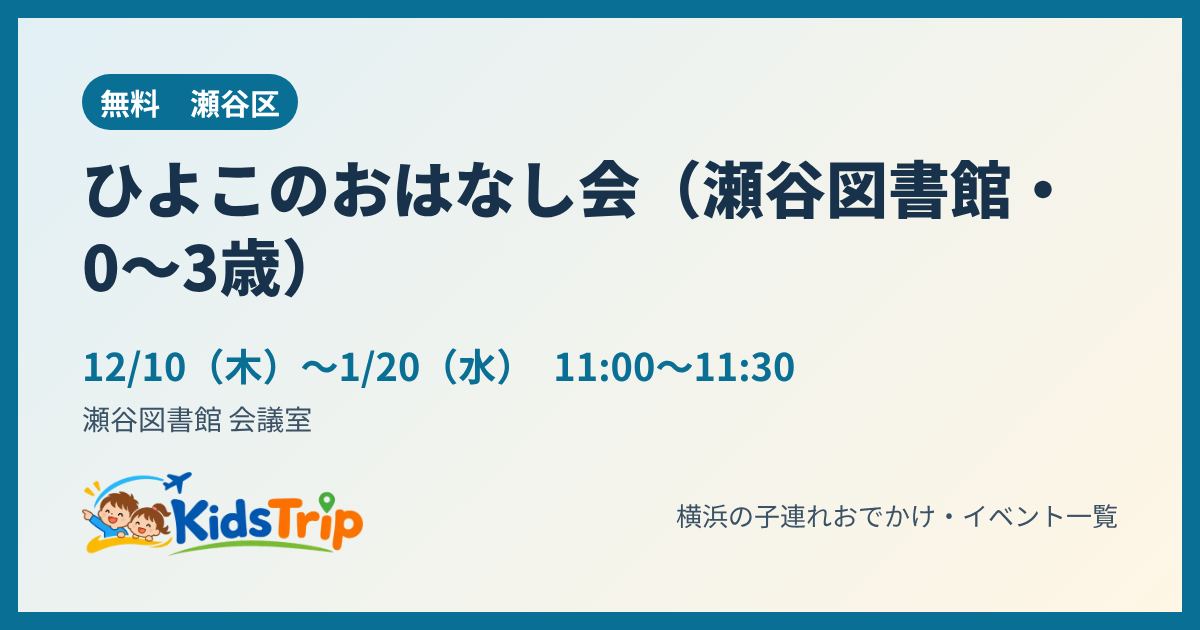 無料　瀬谷区
ひよこのおはなし会（瀬谷図書館・
0〜3歳）
12/10（木）〜1/20（水）　11:00〜11:30
瀬谷図書館 会議室
KidsTrip
横浜の子連れおでかけ・イベント一覧